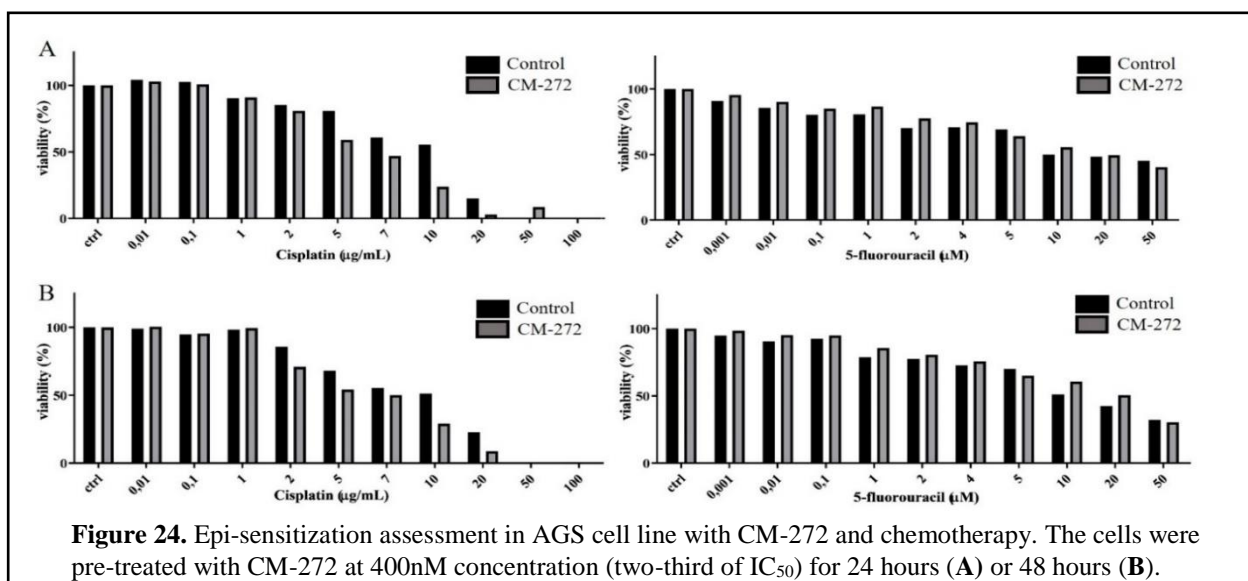 A
Control
CM-272
viability (%)
100
50
0
ctrl
0,01
0,1
1
2
5
7
10
20
50
100
Cisplatin (µg/mL)
Control
CM-272
viability (%)
100
50
0
ctrl
0,001
0,01
0,1
1
2
4
5
10
20
50
5-fluorouracil (µM)
B
Control
CM-272
viability (%)
100
50
0
ctrl
0,01
0,1
1
2
5
7
10
20
50
100
Cisplatin (µg/mL)
Control
CM-272
viability (%)
100
50
0
ctrl
0,001
0,01
0,1
1
2
4
5
10
20
50
5-fluorouracil (µM)
Figure 24. Epi-sensitization assessment in AGS cell line with CM-272 and chemotherapy. The cells were
pre-treated with CM-272 at 400nM concentration (two-third of IC50) for 24 hours (A) or 48 hours (B).